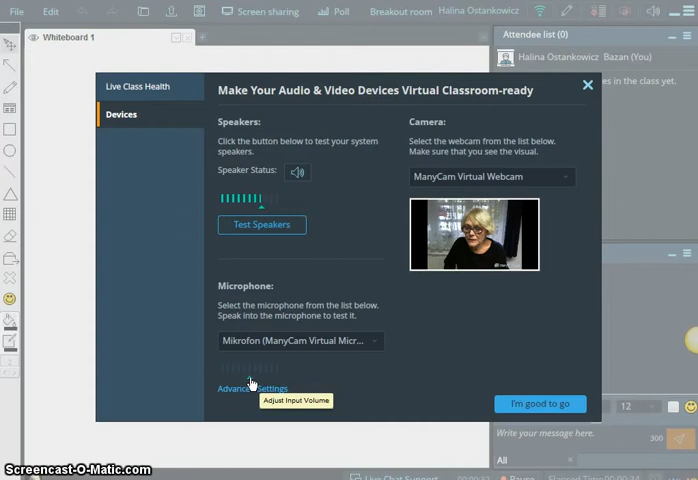 File Edit Screen sharing Poll Breakout room Halina Ostankowicz
Whiteboard 1
Attendee list (0)
Halina Ostankowicz Bazan (You)
es in the class yet.
Live Class Health
Devices
Make Your Audio & Video Devices Virtual Classroom-ready
Speakers:
Click the button below to test your system
speakers.
Speaker Status:
Test Speakers
Camera:
Select the webcam from the list below.
Make sure that you see the visual.
ManyCam Virtual Webcam
Microphone:
Select the microphone from the list below.
Speak into the microphone to test it.
Mikrofon (ManyCam Virtual Micr...
Advance Settings
Adjust Input Volume
I'm good to go
12
Write your message here.
300
All
Live Chat Support
Pause
Elapsed Time
Screencast-O-Matic.com